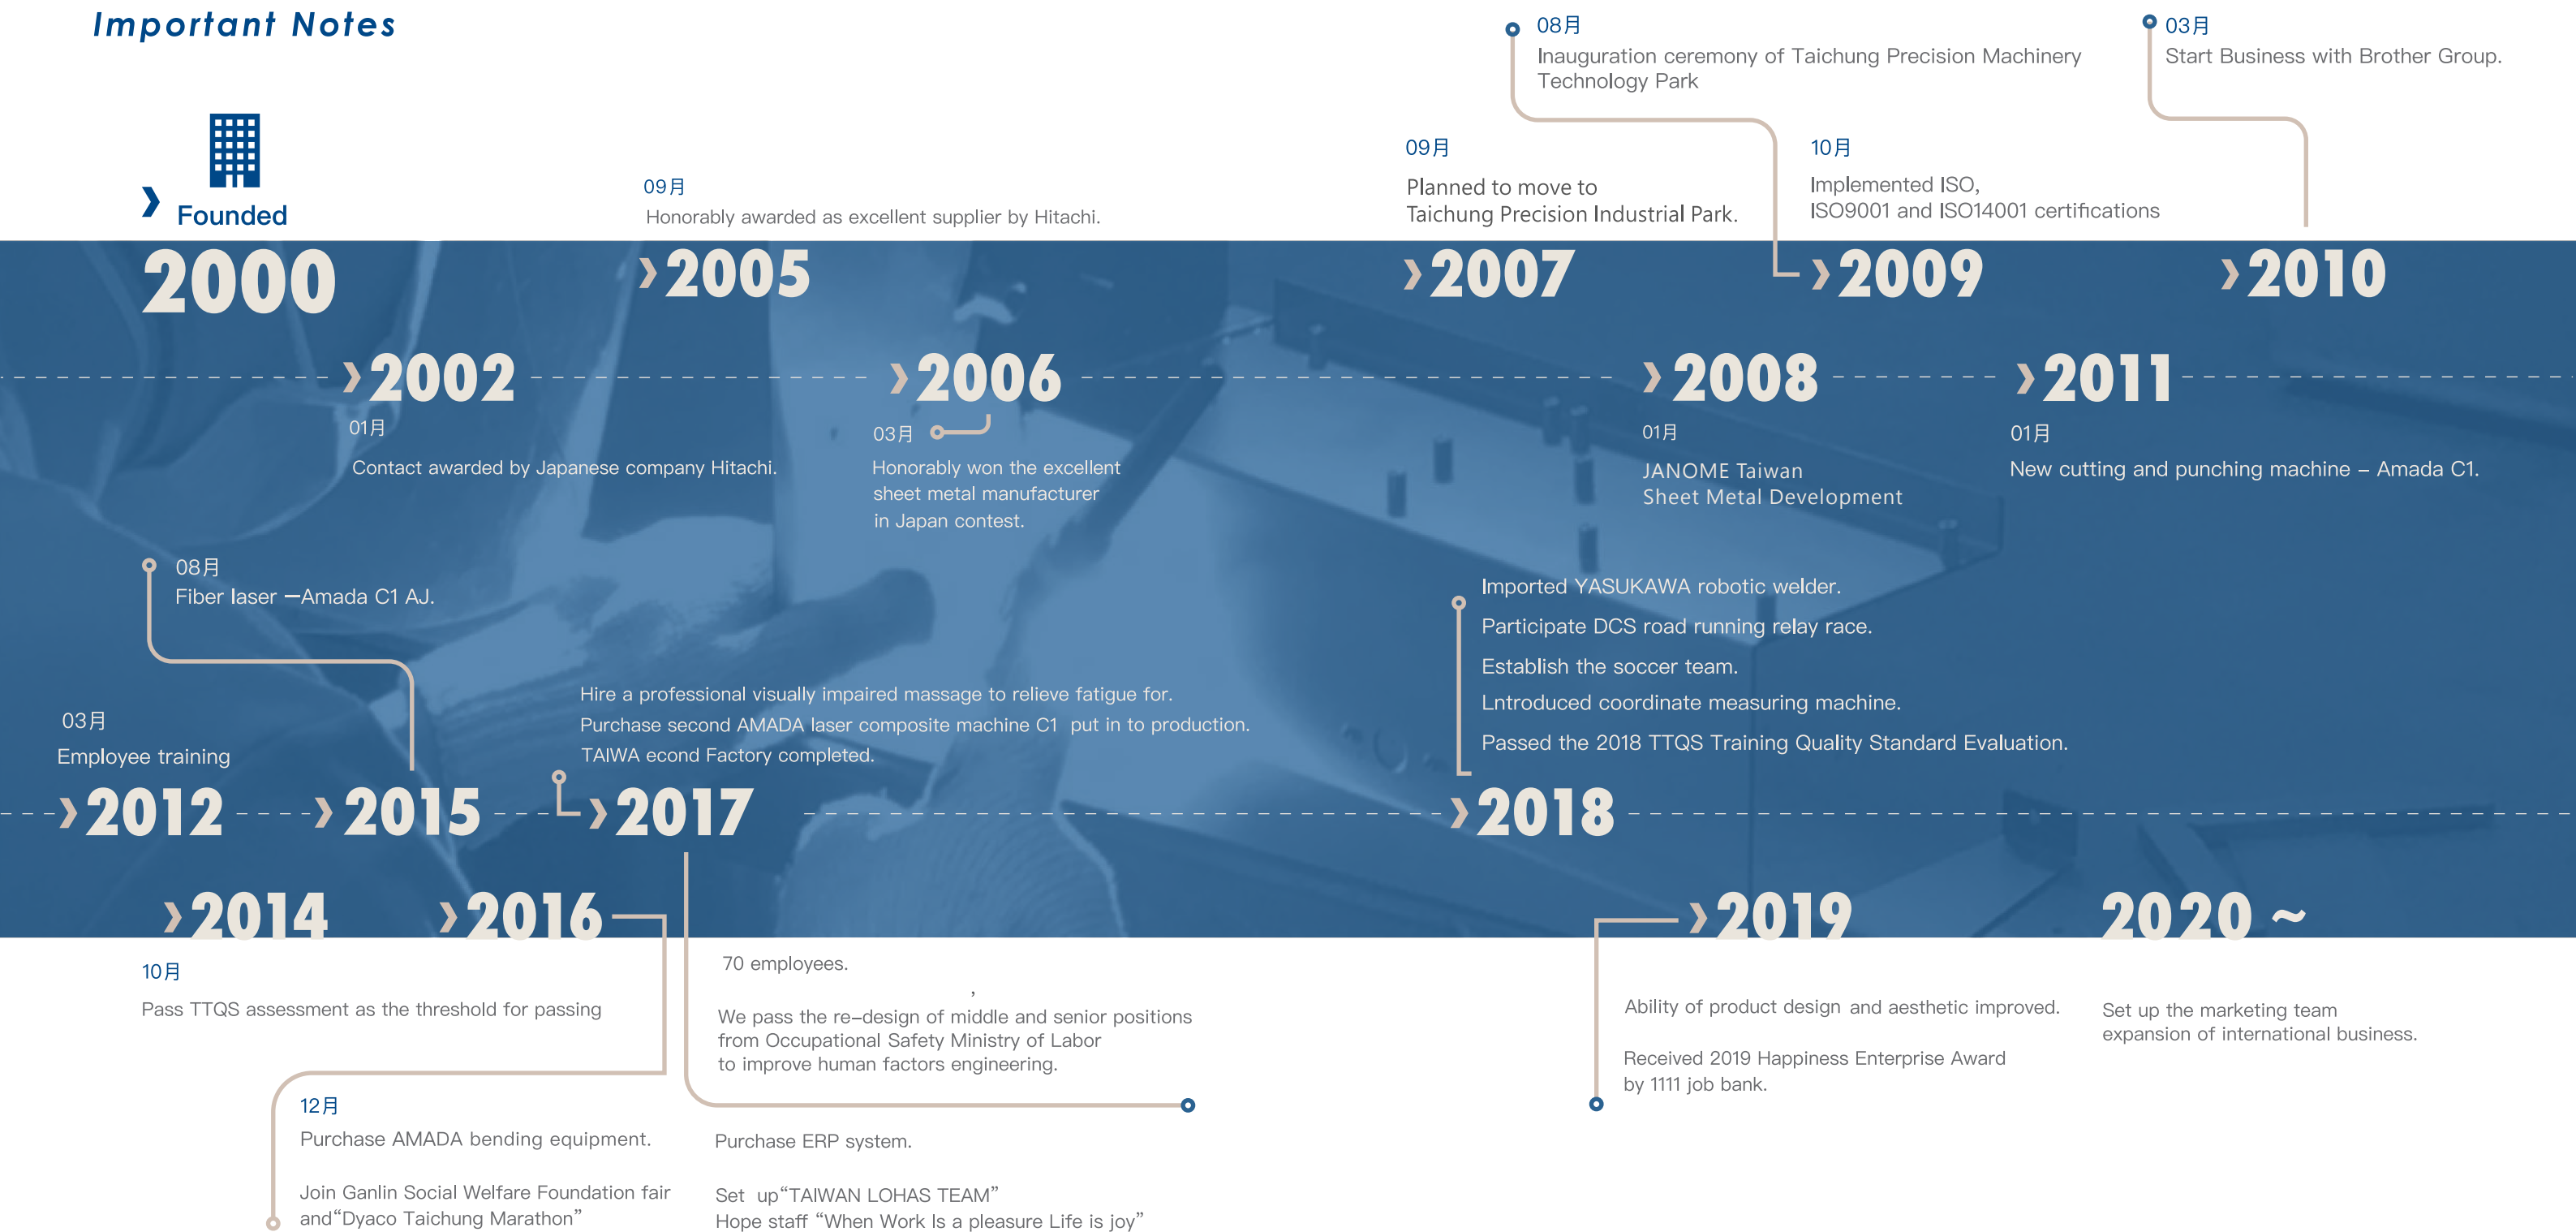 Important Notes
Founded
2000
2002
01月
Contact awarded by Japanese company Hitachi.
09月
Honorably awarded as excellent supplier by Hitachi.
2005
2006
03月
Honorably won the excellent
sheet metal manufacturer
in Japan contest.
09月
Planned to move to
Taichung Precision Industrial Park.
2007
2008
01月
JANOME Taiwan
Sheet Metal Development
08月
Inauguration ceremony of Taichung Precision Machinery
Technology Park
10月
Implemented ISO,
ISO9001 and ISO14001 certifications
2009
03月
Start Business with Brother Group.
2010
2011
01月
New cutting and punching machine – Amada C1.
03月
Employee training
2012
2014
10月
Pass TTQS assessment as the threshold for passing
08月
Fiber laser —Amada C1 AJ.
2015
2016
12月
Purchase AMADA bending equipment.
Join Ganlin Social Welfare Foundation fair
and“Dyaco Taichung Marathon”
Hire a professional visually impaired massage to relieve fatigue for.
Purchase second AMADA laser composite machine C1 put in to production.
TAIWA econd Factory completed.
2017
70 employees.
,
We pass the re–design of middle and senior positions
from Occupational Safety Ministry of Labor
to improve human factors engineering.
Purchase ERP system.
Set up“TAIWAN LOHAS TEAM”
Hope staff “When Work Is a pleasure Life is joy”
Imported YASUKAWA robotic welder.
Participate DCS road running relay race.
Establish the soccer team.
Lntroduced coordinate measuring machine.
Passed the 2018 TTQS Training Quality Standard Evaluation.
2018
2019
Ability of product design and aesthetic improved.
Received 2019 Happiness Enterprise Award
by 1111 job bank.
2020 ~
Set up the marketing team
expansion of international business.